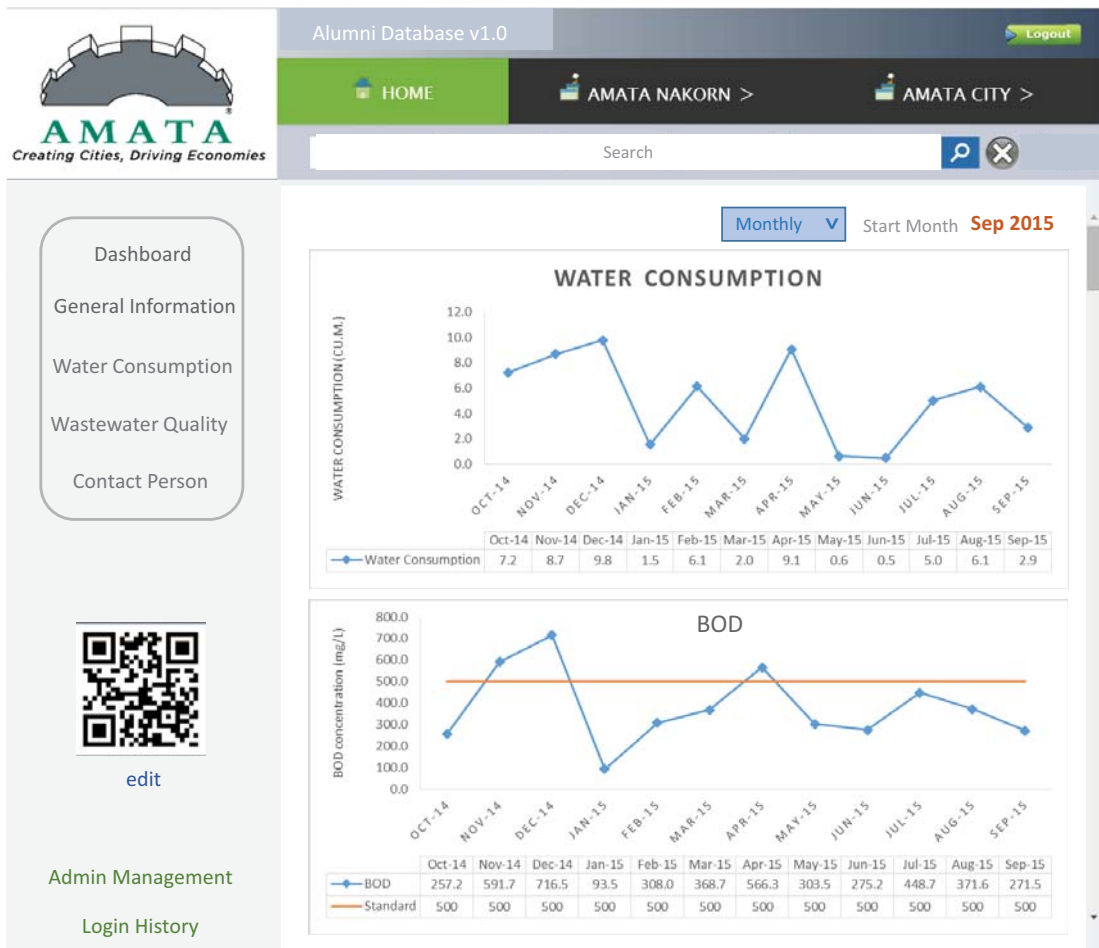 Alumni Database v1.0
Logout
AMATA®
Creating Cities, Driving Economies
HOME
AMATA NAKORN >
AMATA CITY >
Search
Dashboard
General Information
Water Consumption
Wastewater Quality
Contact Person
edit
Admin Management
Login History
Monthly V Start Month Sep 2015
WATER CONSUMPTION
WATER CONSUMPTION (CU.M.)
12.0
10.0
8.0
6.0
4.0
2.0
0.0
OCT-14 NOV-14 DEC-14 JAN-15 FEB-15 MAR-15 APR-15 MAY-15 JUN-15 JUL-15 AUG-15 SEP-15
Oct-14 Nov-14 Dec-14 Jan-15 Feb-15 Mar-15 Apr-15 May-15 Jun-15 Jul-15 Aug-15 Sep-15
Water Consumption 7.2 8.7 9.8 1.5 6.1 2.0 9.1 0.6 0.5 5.0 6.1 2.9
BOD
BOD concentration (mg/L)
800.0
700.0
600.0
500.0
400.0
300.0
200.0
100.0
0.0
OCT-14 NOV-14 DEC-14 JAN-15 FEB-15 MAR-15 APR-15 MAY-15 JUN-15 JUL-15 AUG-15 SEP-15
Oct-14 Nov-14 Dec-14 Jan-15 Feb-15 Mar-15 Apr-15 May-15 Jun-15 Jul-15 Aug-15 Sep-15
BOD 257.2 591.7 716.5 93.5 308.0 368.7 566.3 303.5 275.2 448.7 371.6 271.5
Standard 500 500 500 500 500 500 500 500 500 500 500 500